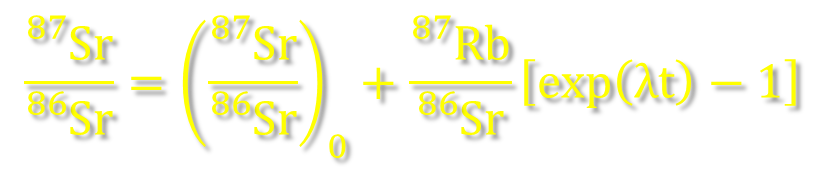 ⁸⁷Sr/⁸⁶Sr = (⁸⁷Sr/⁸⁶Sr)₀ + ⁸⁷Rb/⁸⁶Sr [exp(λt) − 1]